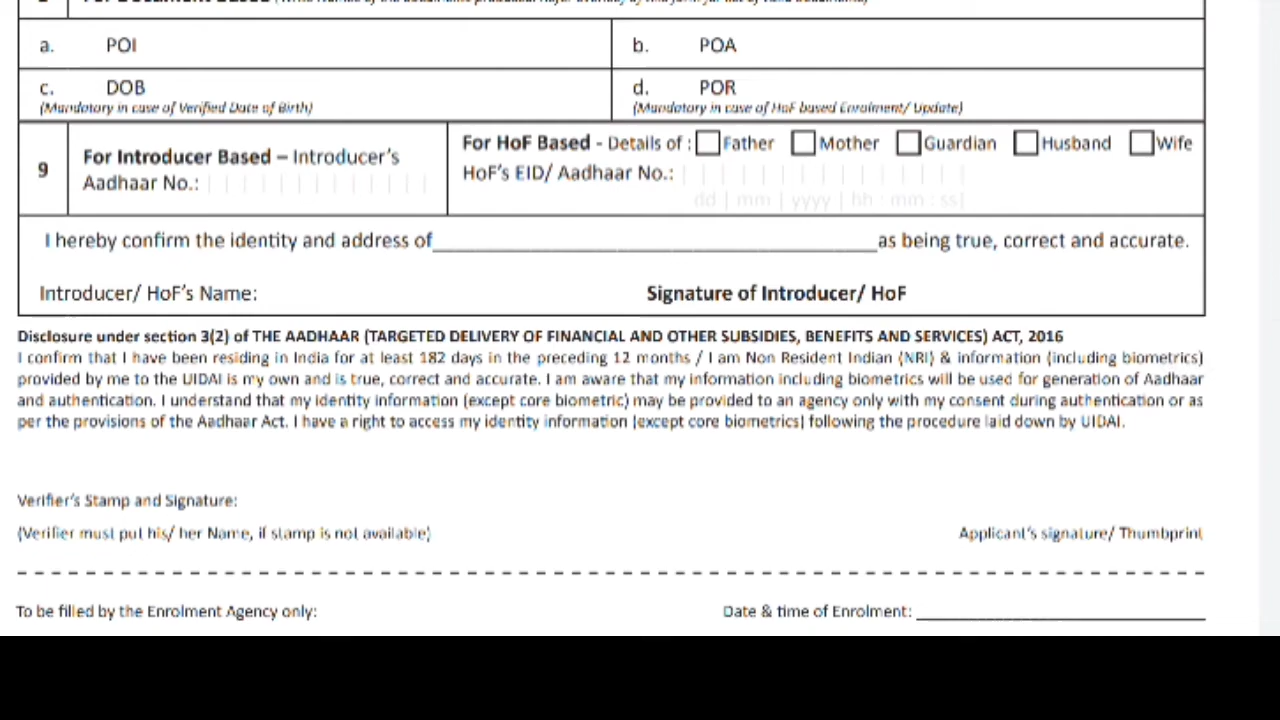 a. POI b. POA
c. DOB d. POR
(Mandatory in case of Verified Date of Birth) (Mandatory in case of HoF based Enrolment/ Update)
9 For Introducer Based – Introducer's Aadhaar No.:
For HoF Based - Details of : Father Mother Guardian Husband Wife
HoF's EID/ Aadhaar No.:
dd | mm | yyyy | hh : mm : ss|
I hereby confirm the identity and address of as being true, correct and accurate.
Introducer/ HoF's Name: Signature of Introducer/ HoF
Disclosure under section 3(2) of THE AADHAAR (TARGETED DELIVERY OF FINANCIAL AND OTHER SUBSIDIES, BENEFITS AND SERVICES) ACT, 2016
I confirm that I have been residing in India for at least 182 days in the preceding 12 months / I am Non Resident Indian (NRI) & information (including biometrics)
provided by me to the UIDAI is my own and is true, correct and accurate. I am aware that my information including biometrics will be used for generation of Aadhaar
and authentication. I understand that my identity information (except core biometric) may be provided to an agency only with my consent during authentication or as
per the provisions of the Aadhaar Act. I have a right to access my identity information (except core biometrics) following the procedure laid down by UIDAI.
Verifier's Stamp and Signature:
(Verifier must put his/ her Name, if stamp is not available) Applicant's signature/ Thumbprint
To be filled by the Enrolment Agency only: Date & time of Enrolment: